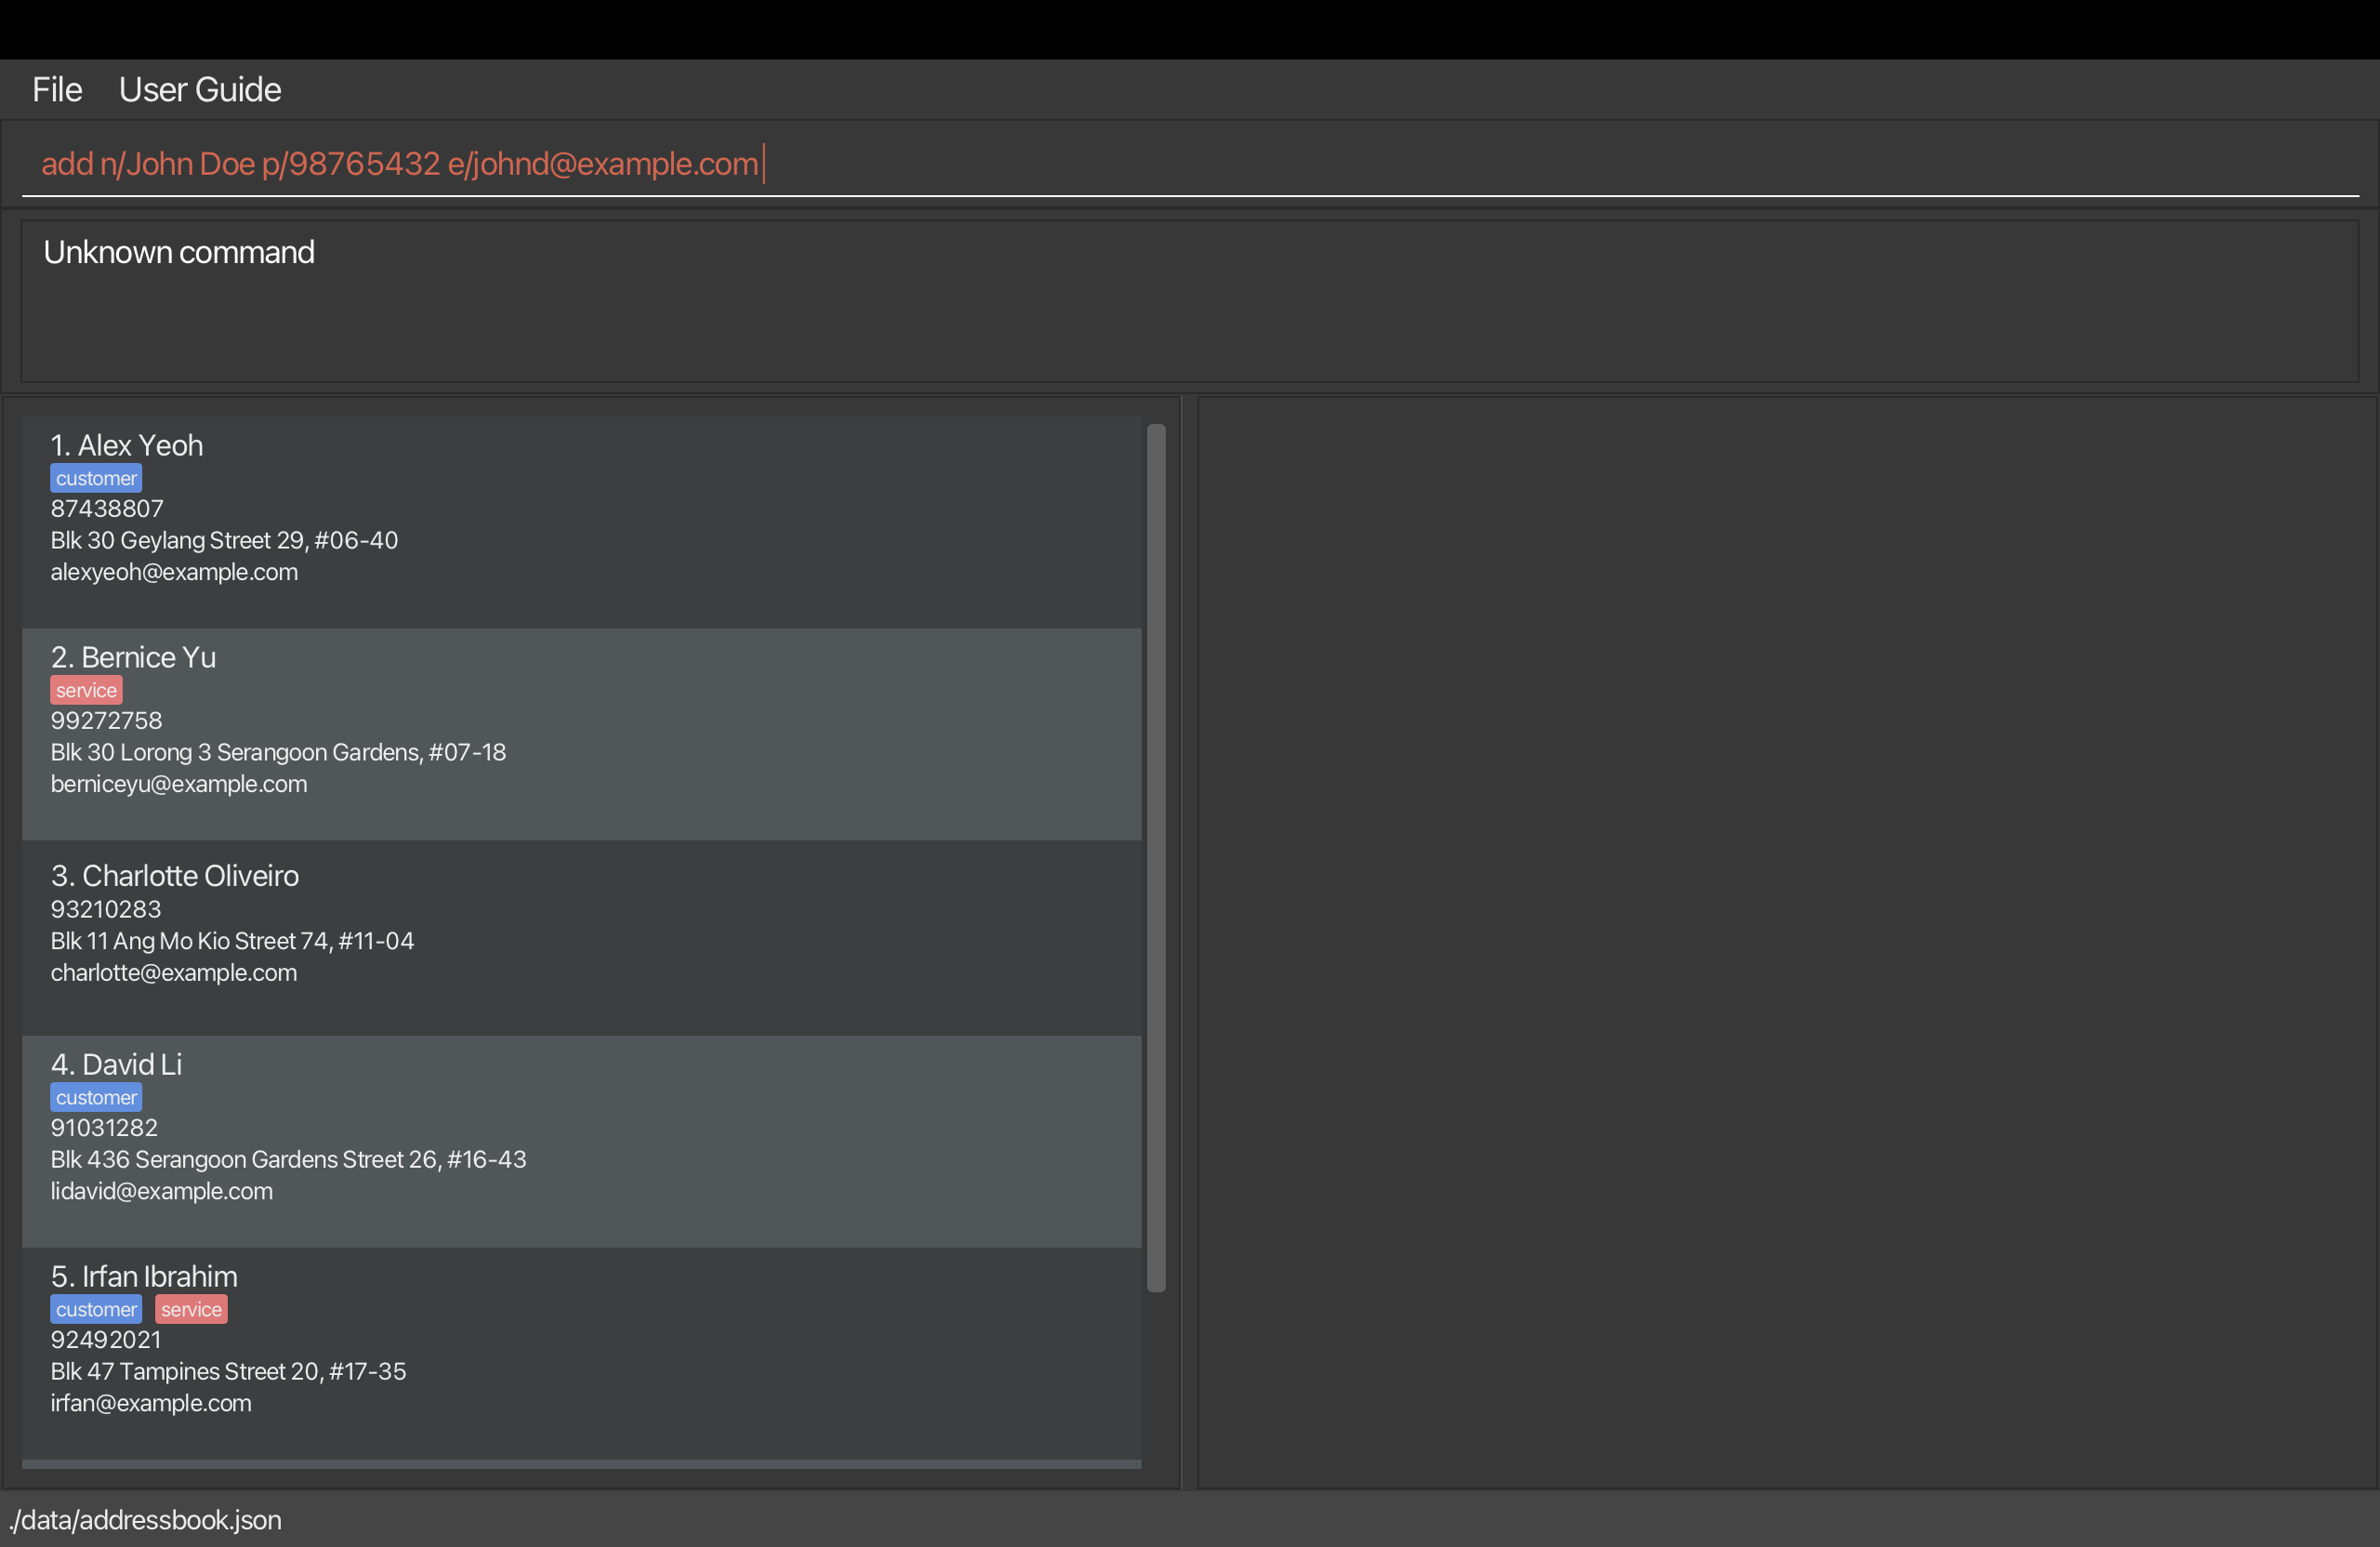 File User Guide
add n/John Doe p/98765432 e/johnd@example.com
Unknown command
1. Alex Yeoh
customer
87438807
Blk 30 Geylang Street 29, #06-40
alexyeoh@example.com
2. Bernice Yu
service
99272758
Blk 30 Lorong 3 Serangoon Gardens, #07-18
berniceyu@example.com
3. Charlotte Oliveiro
93210283
Blk 11 Ang Mo Kio Street 74, #11-04
charlotte@example.com
4. David Li
customer
91031282
Blk 436 Serangoon Gardens Street 26, #16-43
lidavid@example.com
5. Irfan Ibrahim
customer service
92492021
Blk 47 Tampines Street 20, #17-35
irfan@example.com
./data/addressbook.json